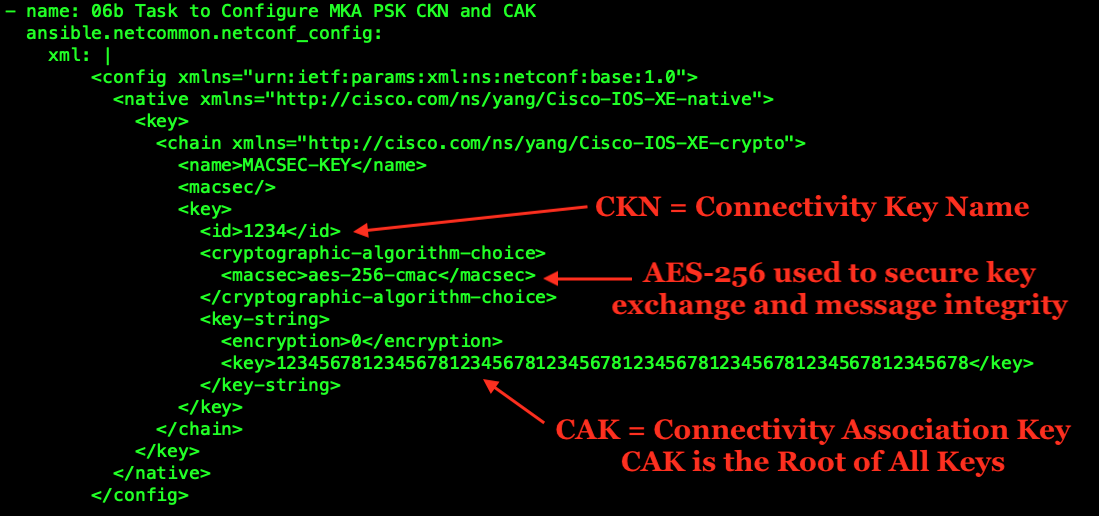 - name: 06b Task to Configure MKA PSK CKN and CAK
  ansible.netcommon.netconf_config:
    xml: |
        <config xmlns="urn:ietf:params:xml:ns:netconf:base:1.0">
          <native xmlns="http://cisco.com/ns/yang/Cisco-IOS-XE-native">
            <key>
              <chain xmlns="http://cisco.com/ns/yang/Cisco-IOS-XE-crypto">
                <name>MACSEC-KEY</name>
                <macsec/>
                <key>
CKN = Connectivity Key Name
                  <id>1234</id>
                  <cryptographic-algorithm-choice>
                    <macsec>aes-256-cmac</macsec>
AES-256 used to secure key
exchange and message integrity
                  </cryptographic-algorithm-choice>
                  <key-string>
                    <encryption>0</encryption>
                    <key>1234567812345678123456781234567812345678123456781234567812345678</key>
                  </key-string>
                </key>
CAK = Connectivity Association Key
CAK is the Root of All Keys
              </chain>
            </key>
          </native>
        </config>